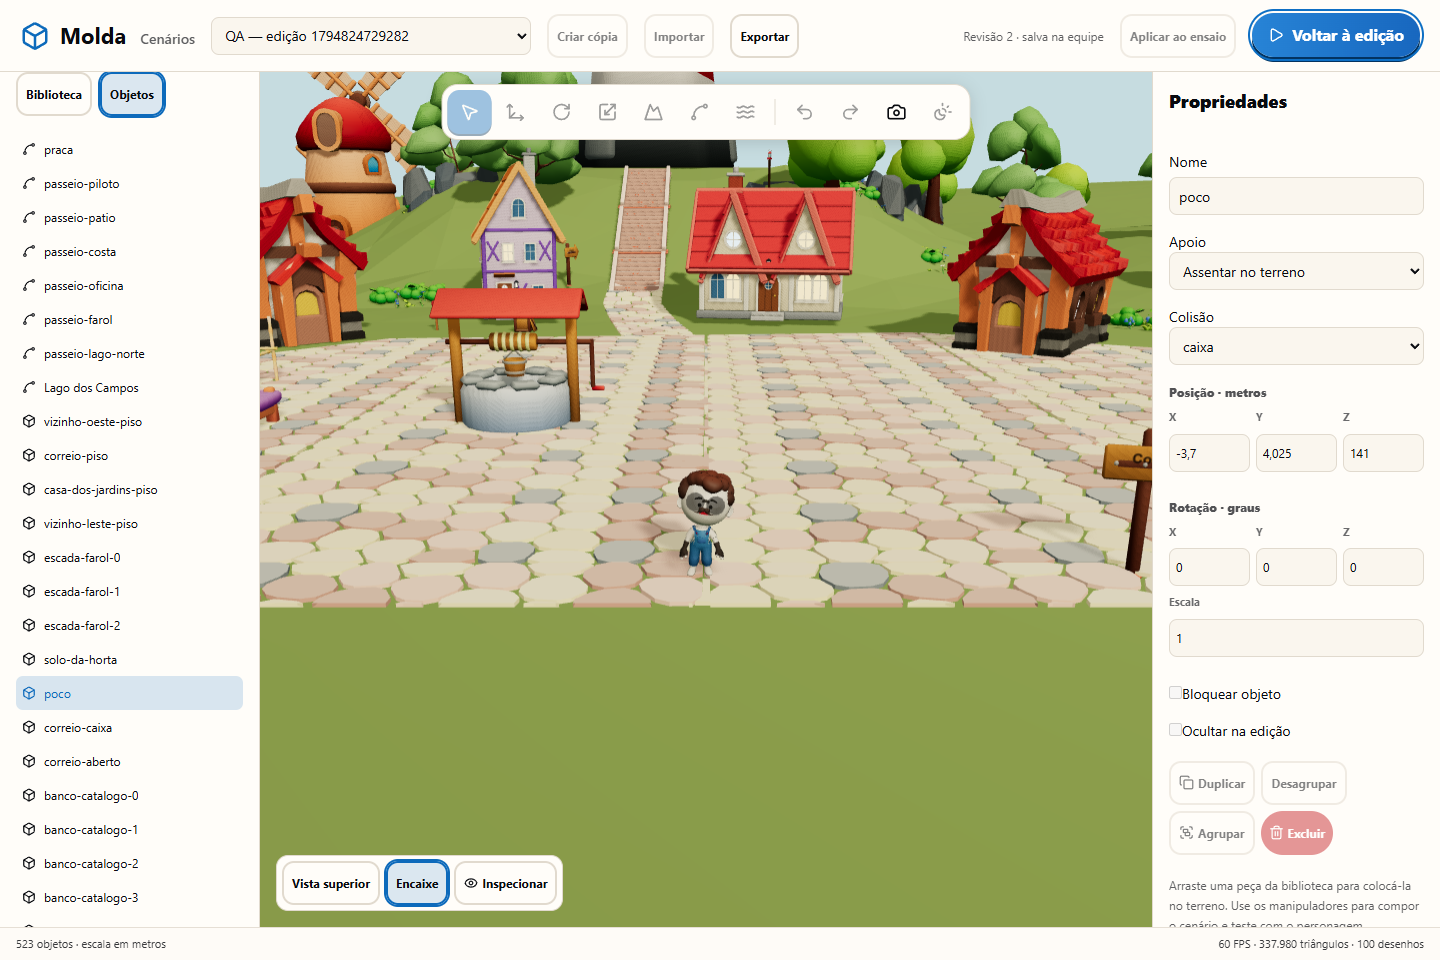 Molda
Cenários
QA — edição 1794824729282
Criar cópia
Importar
Exportar
Revisão 2 · salva na equipe
Aplicar ao ensaio
Voltar à edição
Biblioteca
Objetos
praca
passeio-piloto
passeio-patio
passeio-costa
passeio-oficina
passeio-farol
passeio-lago-norte
Lago dos Campos
vizinho-oeste-piso
correio-piso
casa-dos-jardins-piso
vizinho-leste-piso
escada-farol-0
escada-farol-1
escada-farol-2
solo-da-horta
poco
correio-caixa
correio-aberto
banco-catalogo-0
banco-catalogo-1
banco-catalogo-2
banco-catalogo-3
Vista superior
Encaixe
Inspecionar
Propriedades
Nome
poco
Apoio
Assentar no terreno
Colisão
caixa
Posição · metros
X Y Z
-3,7 4,025 141
Rotação · graus
X Y Z
0 0 0
Escala
1
Bloquear objeto
Ocultar na edição
Duplicar
Desagrupar
Agrupar
Excluir
Arraste uma peça da biblioteca para colocá-la
no terreno. Use os manipuladores para compor
o cenário e teste com o personagem
523 objetos · escala em metros
60 FPS · 337.980 triângulos · 100 desenhos